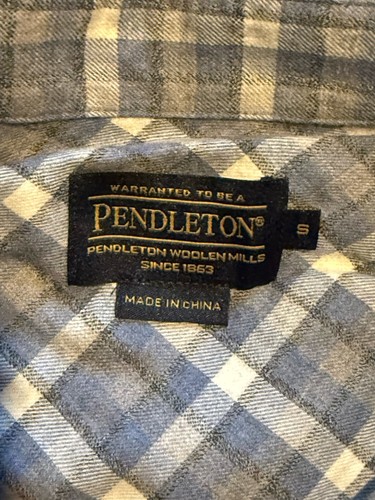 WARRANTED TO BE A
PENDLETON®
PENDLETON WOOLEN MILLS
SINCE 1863
S
MADE IN CHINA